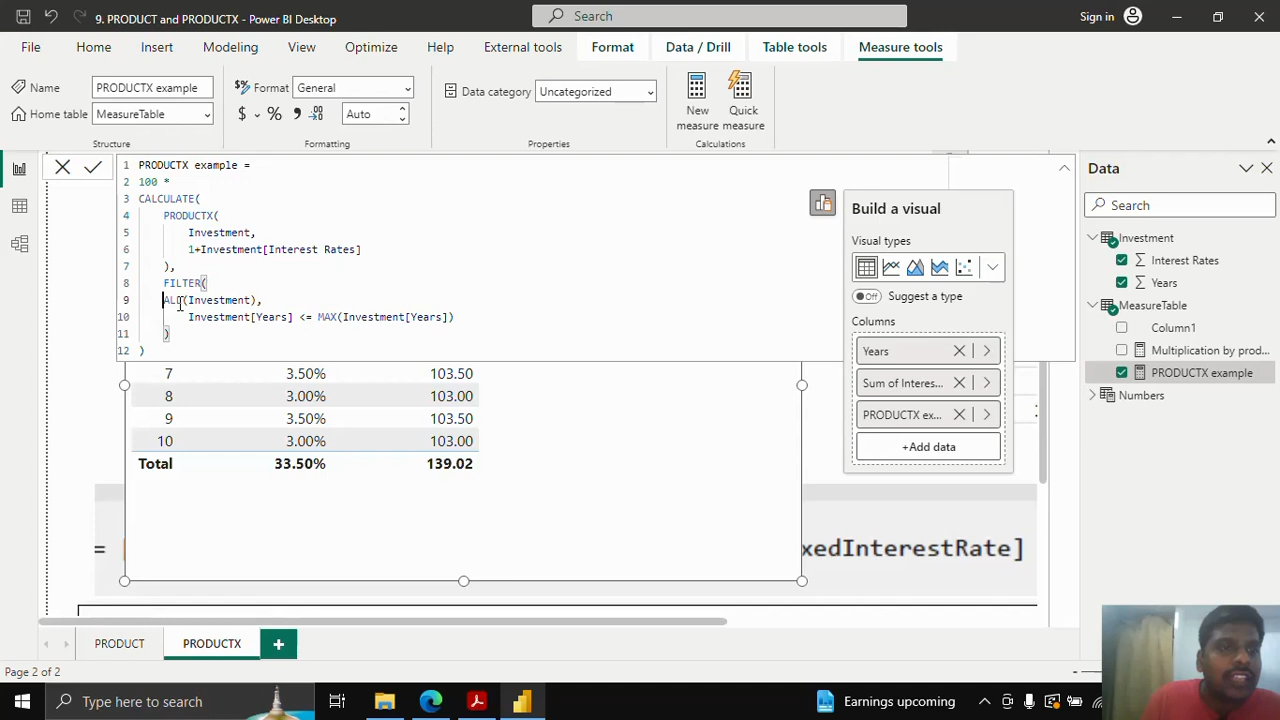 9. PRODUCT and PRODUCTX - Power BI Desktop
Search
Sign in
File
Home
Insert
Modeling
View
Optimize
Help
External tools
Format
Data / Drill
Table tools
Measure tools
Name
PRODUCTX example
Home table
MeasureTable
Structure
Format
General
$
%
Auto
Formatting
Data category
Uncategorized
Properties
New measure
Quick measure
Calculations
1 PRODUCTX example =
2 100 *
3 CALCULATE(
4 PRODUCTX(
5 Investment,
6 1+Investment[Interest Rates]
7 ),
8 FILTER(
9 ALL(Investment),
10 Investment[Years] <= MAX(Investment[Years])
11 )
12 )
7 3.50% 103.50
8 3.00% 103.00
9 3.50% 103.50
10 3.00% 103.00
Total 33.50% 139.02
= xedInterestRate]
Build a visual
Visual types
Off
Suggest a type
Columns
Years
Sum of Interes...
PRODUCTX ex...
+Add data
Data
Search
Investment
Interest Rates
Years
MeasureTable
Column1
Multiplication by prod...
PRODUCTX example
Numbers
PRODUCT
PRODUCTX
Page 2 of 2
Type here to search
Earnings upcoming